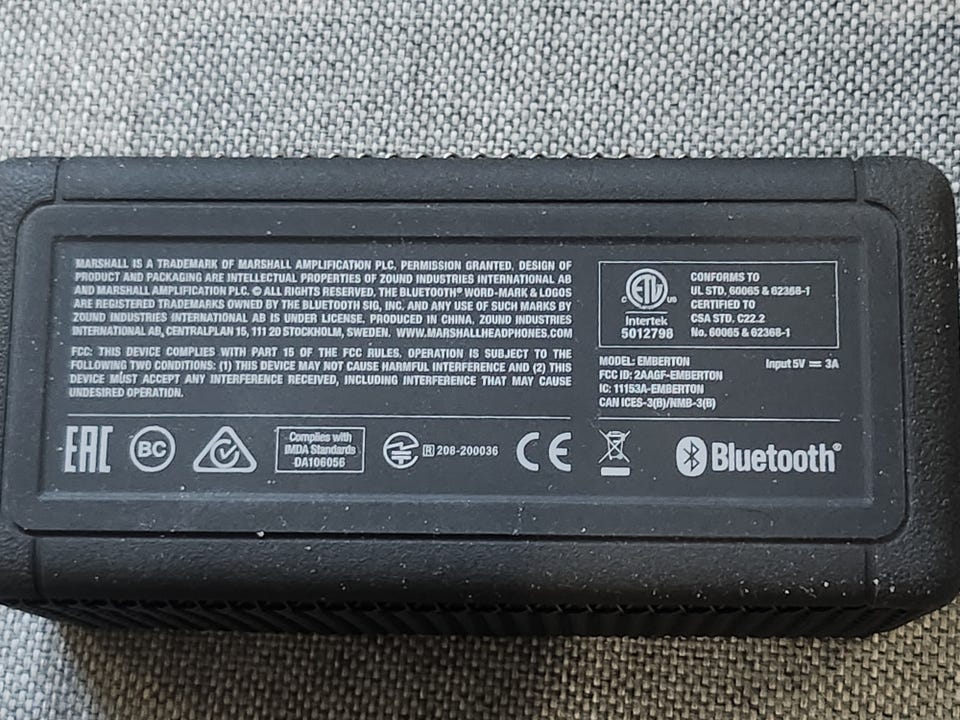 MARSHALL IS A TRADEMARK OF MARSHALL AMPLIFICATION PLC, PERMISSION GRANTED, DESIGN OF
PRODUCT AND PACKAGING ARE INTELLECTUAL PROPERTIES OF ZOUND INDUSTRIES INTERNATIONAL AB
AND MARSHALL AMPLIFICATION PLC. © ALL RIGHTS RESERVED. THE BLUETOOTH® WORD-MARK & LOGOS
ARE REGISTERED TRADEMARKS OWNED BY THE BLUETOOTH SIG, INC. AND ANY USE OF SUCH MARKS BY
ZOUND INDUSTRIES INTERNATIONAL AB IS UNDER LICENSE. PRODUCED IN CHINA. ZOUND INDUSTRIES
INTERNATIONAL AB, CENTRALPLAN 15, 111 20 STOCKHOLM, SWEDEN. WWW.MARSHALLHEADPHONES.COM
FCC: THIS DEVICE COMPLIES WITH PART 15 OF THE FCC RULES. OPERATION IS SUBJECT TO THE
FOLLOWING TWO CONDITIONS: (1) THIS DEVICE MAY NOT CAUSE HARMFUL INTERFERENCE AND (2) THIS
DEVICE MUST ACCEPT ANY INTERFERENCE RECEIVED, INCLUDING INTERFERENCE THAT MAY CAUSE
UNDESIRED OPERATION.
C ETL US
Intertek
5012798
CONFORMS TO
UL STD. 60065 & 62368-1
CERTIFIED TO
CSA STD. C22.2
No. 60065 & 62368-1
MODEL: EMBERTON
Input 5V ⎓ 3A
FCC ID: 2AAGF-EMBERTON
IC: 11153A-EMBERTON
CAN ICES-3(B)/NMB-3(B)
EAC
BC
Complies with
IMDA Standards
DA106056
R 208-200036
CE
Bluetooth®